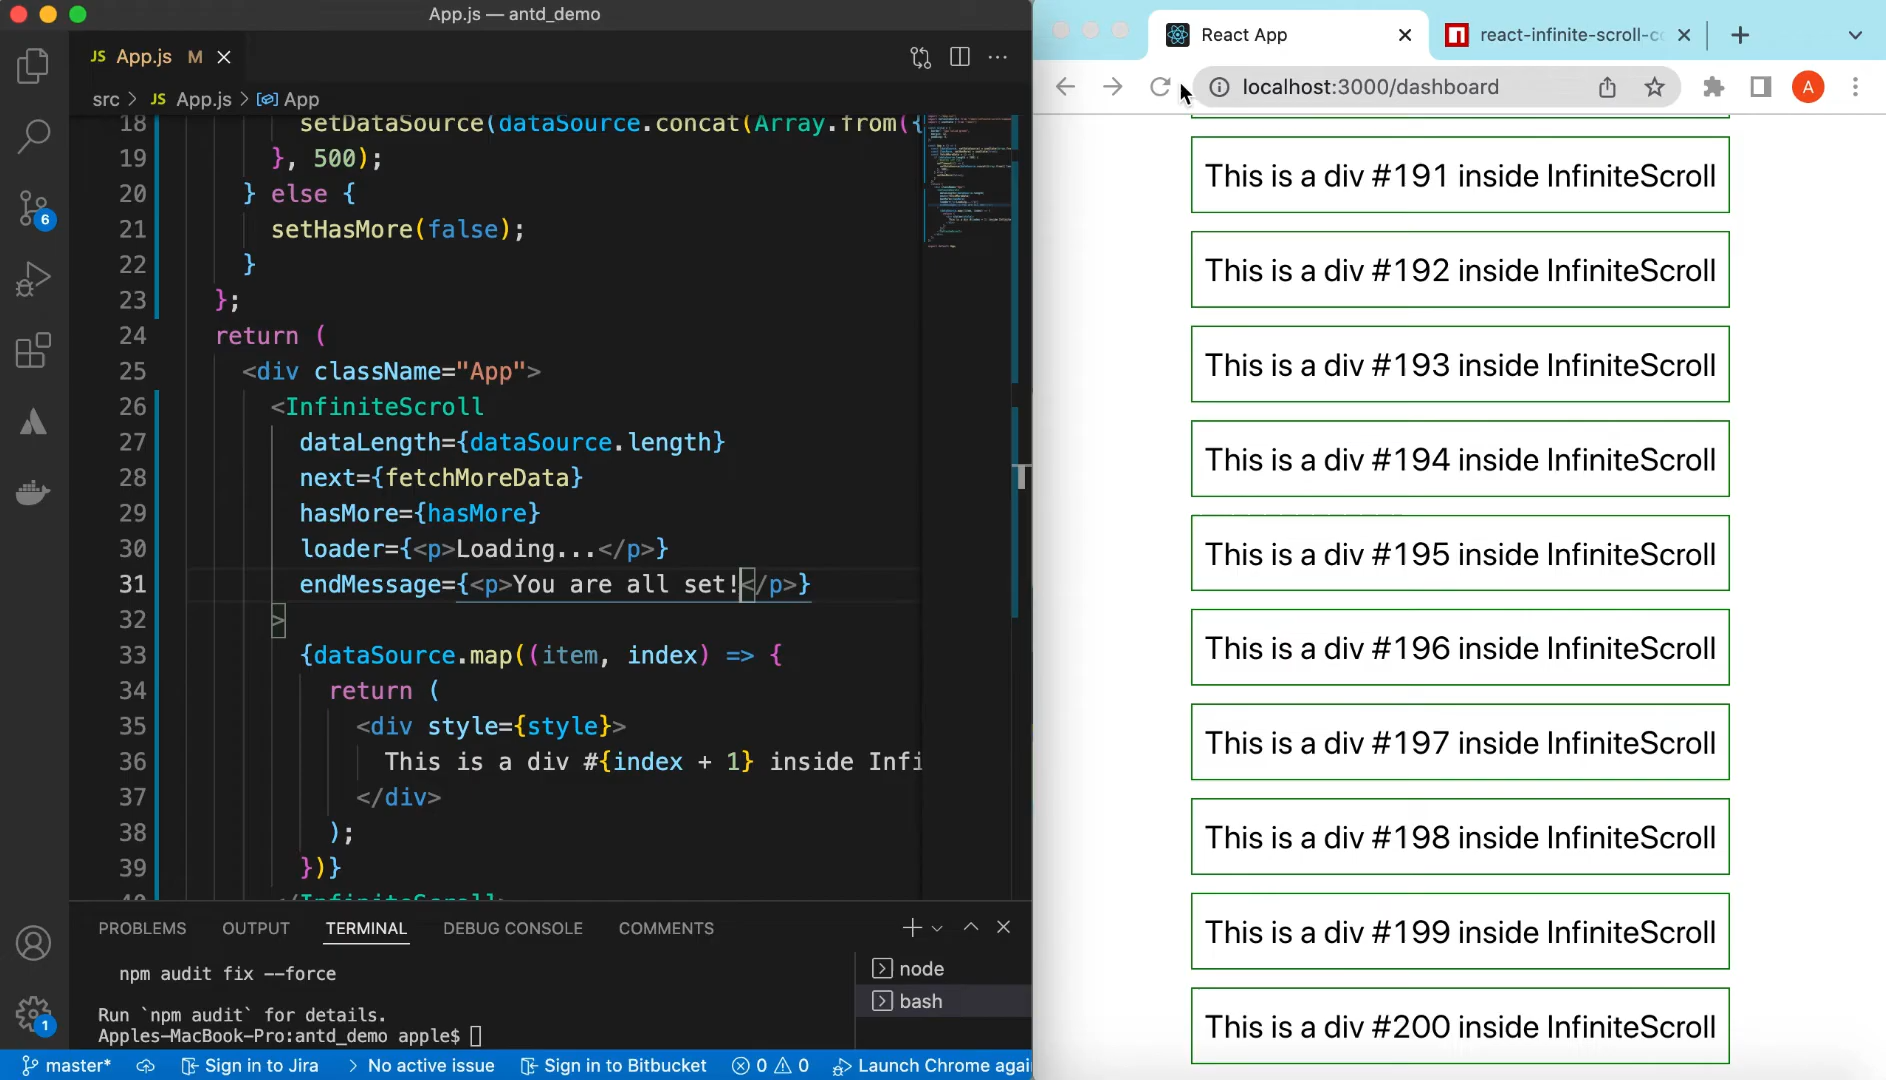 App.js — antd_demo
JS App.js M
src > JS App.js > App
18 setDataSource(dataSource.concat(Array.from({
19 }, 500);
20 } else {
21 setHasMore(false);
22 }
23 };
24 return (
25 <div className="App">
26 <InfiniteScroll
27 dataLength={dataSource.length}
28 next={fetchMoreData}
29 hasMore={hasMore}
30 loader={<p>Loading...</p>}
31 endMessage={<p>You are all set!</p>}
32 >
33 {dataSource.map((item, index) => {
34 return (
35 <div style={style}>
36 This is a div #{index + 1} inside Infi
37 </div>
38 );
39 })}
40 </InfiniteScroll>
6
1
PROBLEMS OUTPUT TERMINAL DEBUG CONSOLE COMMENTS
npm audit fix --force
Run `npm audit` for details.
Apples-MacBook-Pro:antd_demo apple$
node
bash
master* Sign in to Jira > No active issue Sign in to Bitbucket 0 0 Launch Chrome agai
React App
react-infinite-scroll-co
localhost:3000/dashboard
A
This is a div #191 inside InfiniteScroll
This is a div #192 inside InfiniteScroll
This is a div #193 inside InfiniteScroll
This is a div #194 inside InfiniteScroll
This is a div #195 inside InfiniteScroll
This is a div #196 inside InfiniteScroll
This is a div #197 inside InfiniteScroll
This is a div #198 inside InfiniteScroll
This is a div #199 inside InfiniteScroll
This is a div #200 inside InfiniteScroll